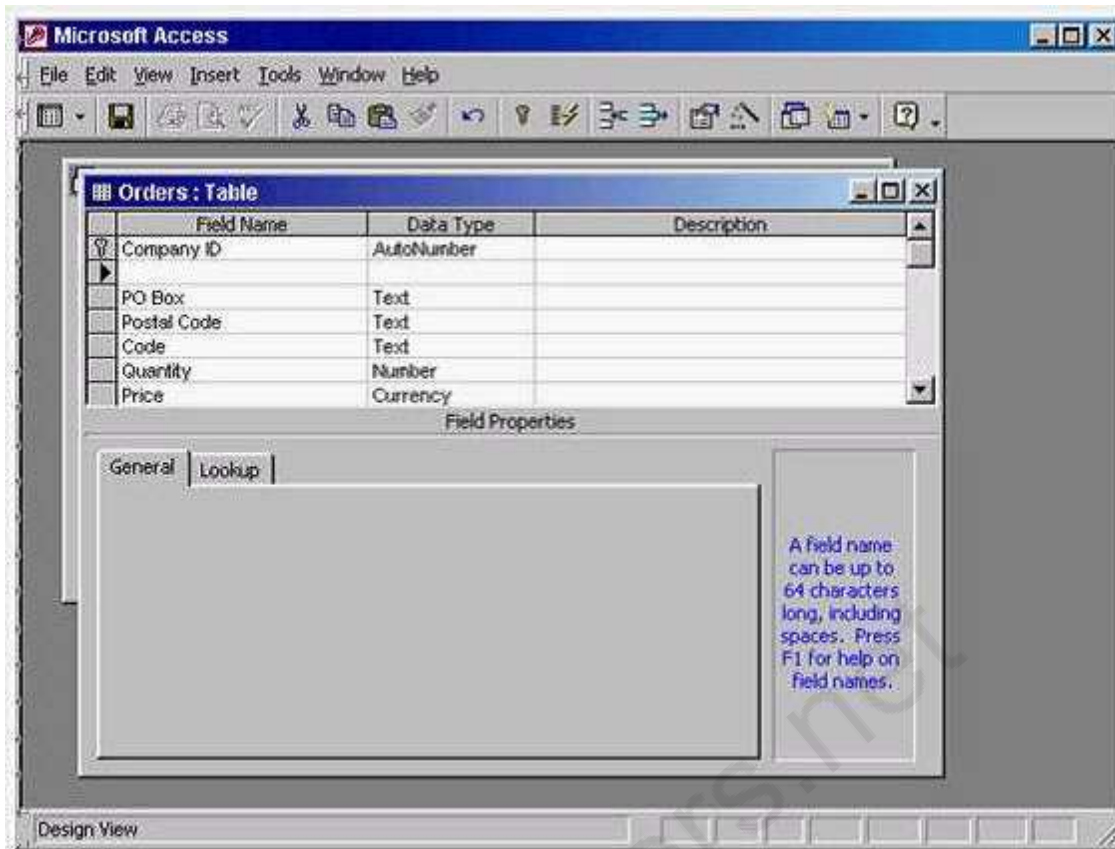 Microsoft Access
File Edit View Insert Tools Window Help
Orders : Table
Field Name Data Type Description
Company ID AutoNumber
PO Box Text
Postal Code Text
Code Text
Quantity Number
Price Currency
Field Properties
General Lookup
A field name
can be up to
64 characters
long, including
spaces. Press
F1 for help on
field names.
Design View